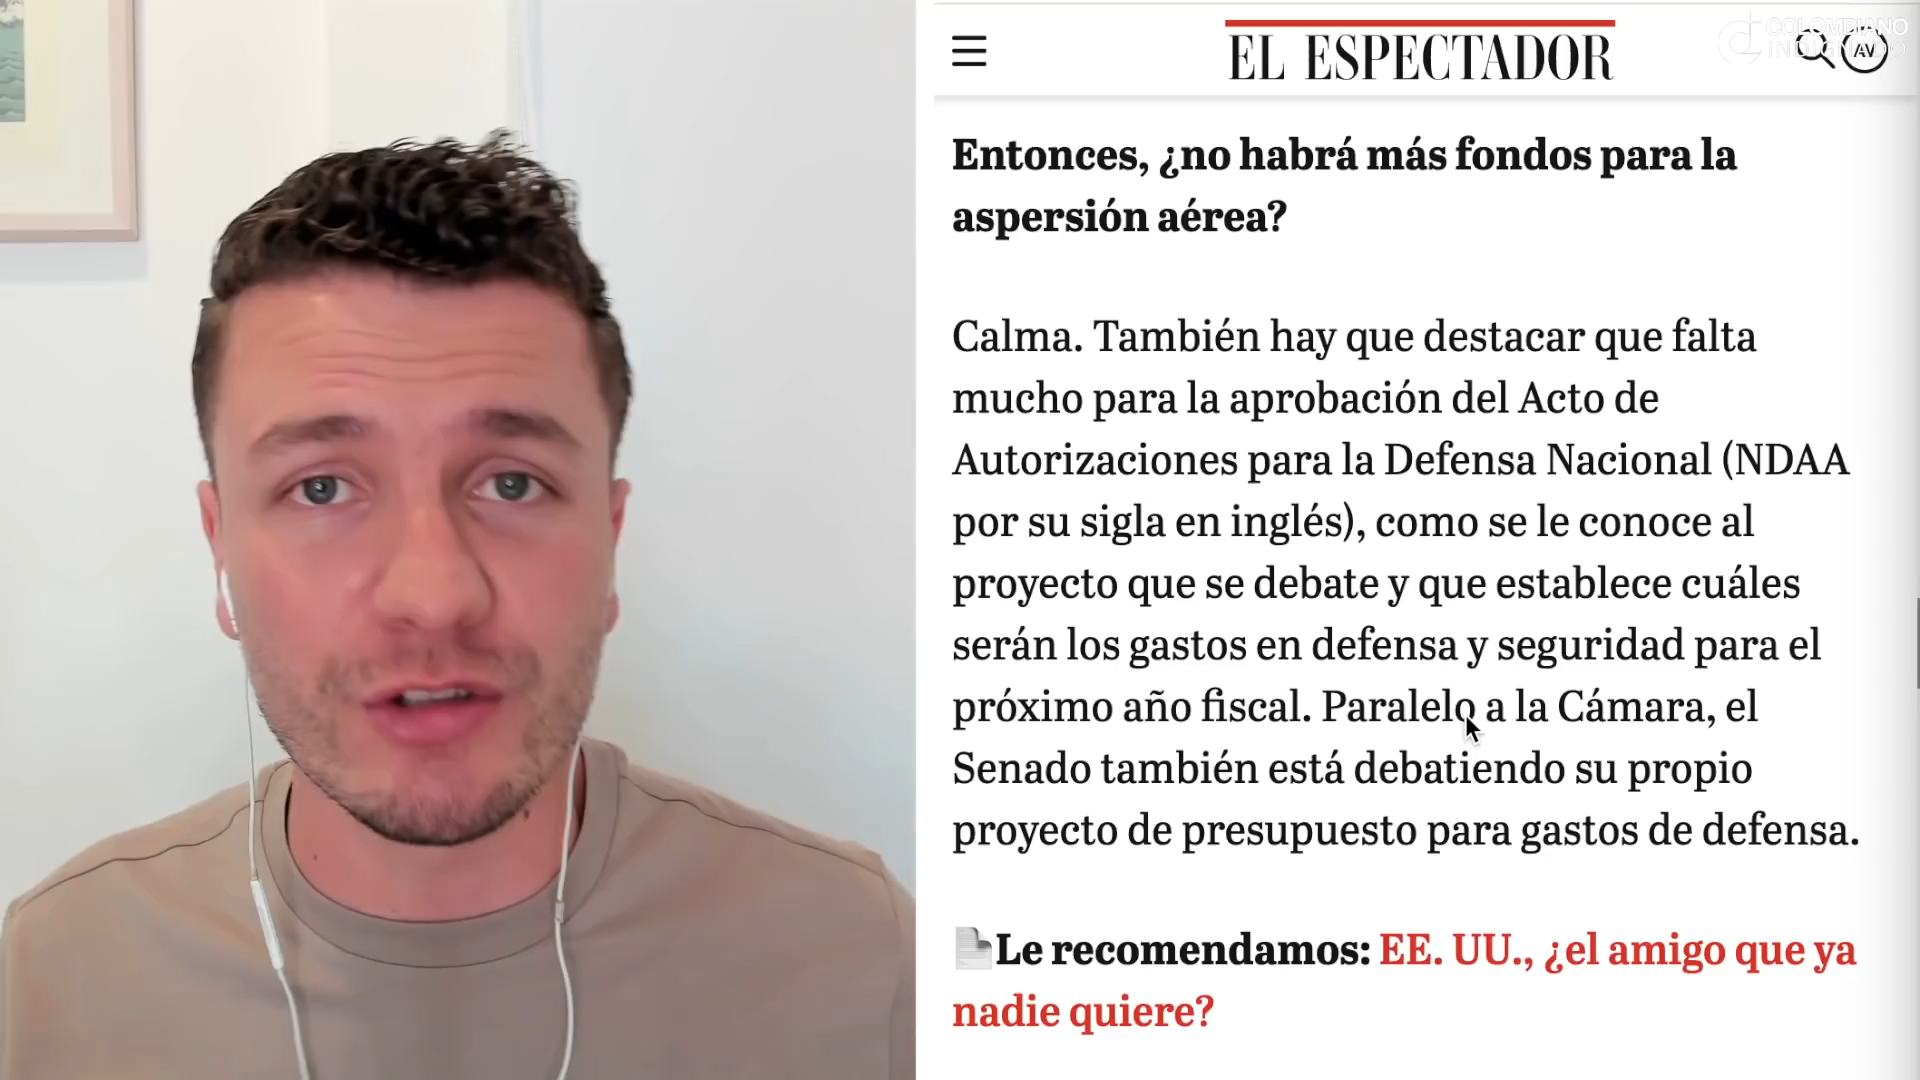 EL ESPECTADOR
COLOMBIANO
INDIGNADO
AV
Entonces, ¿no habrá más fondos para la
aspersión aérea?
Calma. También hay que destacar que falta
mucho para la aprobación del Acto de
Autorizaciones para la Defensa Nacional (NDAA
por su sigla en inglés), como se le conoce al
proyecto que se debate y que establece cuáles
serán los gastos en defensa y seguridad para el
próximo año fiscal. Paralelo a la Cámara, el
Senado también está debatiendo su propio
proyecto de presupuesto para gastos de defensa.
Le recomendamos: EE. UU., ¿el amigo que ya
nadie quiere?